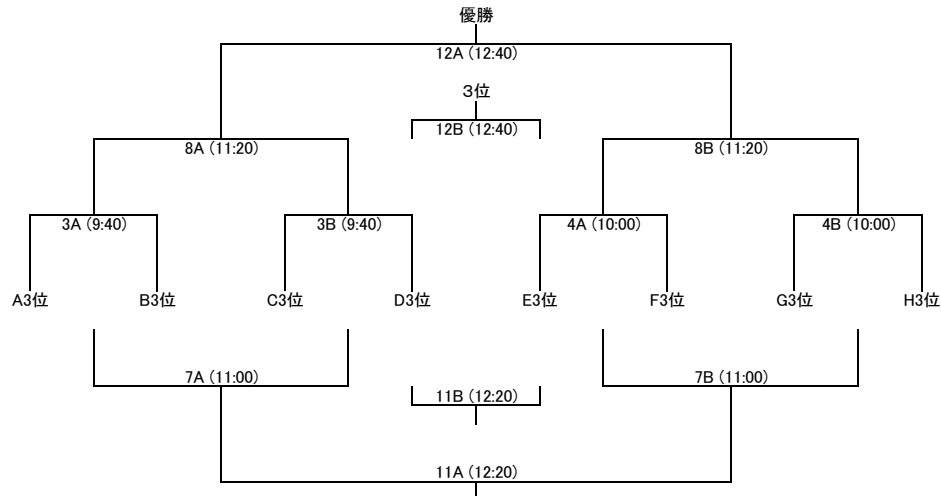 優勝
12A（12:40）
３位
12B（12:40）
8A（11:20）
8B（11:20）
3A（9:40）
3B（9:40）
4A（10:00）
4B（10:00）
A3位
B3位
C3位
D3位
E3位
F3位
G3位
H3位
7A（11:00）
7B（11:00）
11B（12:20）
11A（12:20）